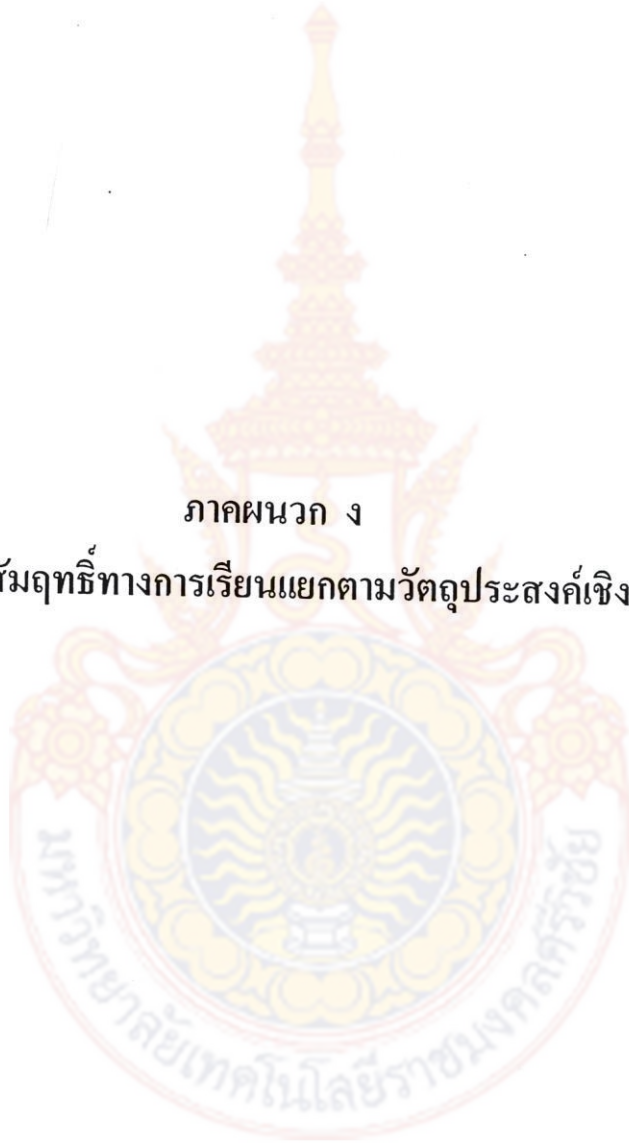 ภาคผนวก ง
สัมฤทธิ์ทางการเรียนแยกตามวัตถุประสงค์เชิง
มหาวิทยาลัยเทคโนโลยีราชมงคลศรีวิชัย